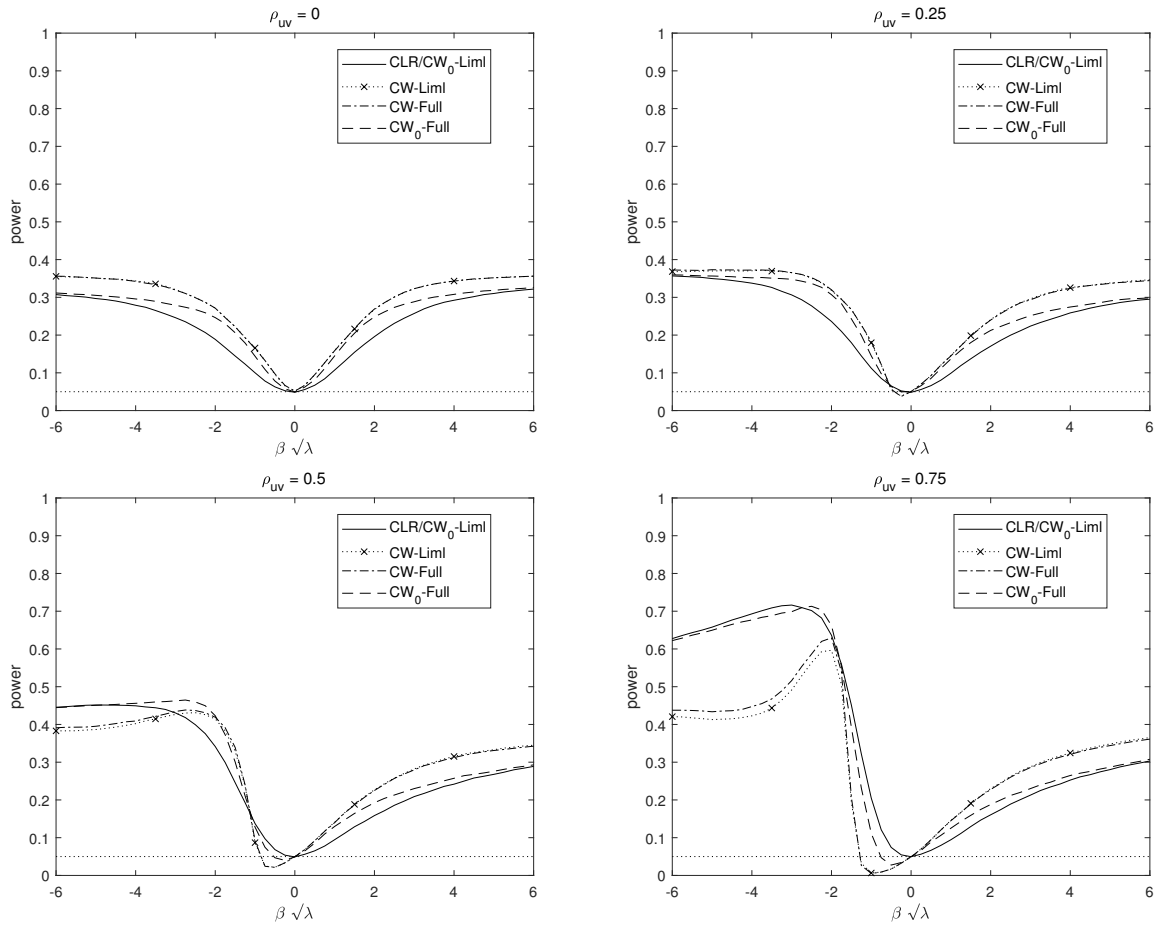 ρuv = 0
1
0.9
0.8
0.7
0.6
0.5
0.4
0.3
0.2
0.1
0
power
-6 -4 -2 0 2 4 6
β √λ
CLR/CW0-Liml
CW-Liml
CW-Full
CW0-Full
ρuv = 0.25
1
0.9
0.8
0.7
0.6
0.5
0.4
0.3
0.2
0.1
0
power
-6 -4 -2 0 2 4 6
β √λ
CLR/CW0-Liml
CW-Liml
CW-Full
CW0-Full
ρuv = 0.5
1
0.9
0.8
0.7
0.6
0.5
0.4
0.3
0.2
0.1
0
power
-6 -4 -2 0 2 4 6
β √λ
CLR/CW0-Liml
CW-Liml
CW-Full
CW0-Full
ρuv = 0.75
1
0.9
0.8
0.7
0.6
0.5
0.4
0.3
0.2
0.1
0
power
-6 -4 -2 0 2 4 6
β √λ
CLR/CW0-Liml
CW-Liml
CW-Full
CW0-Full